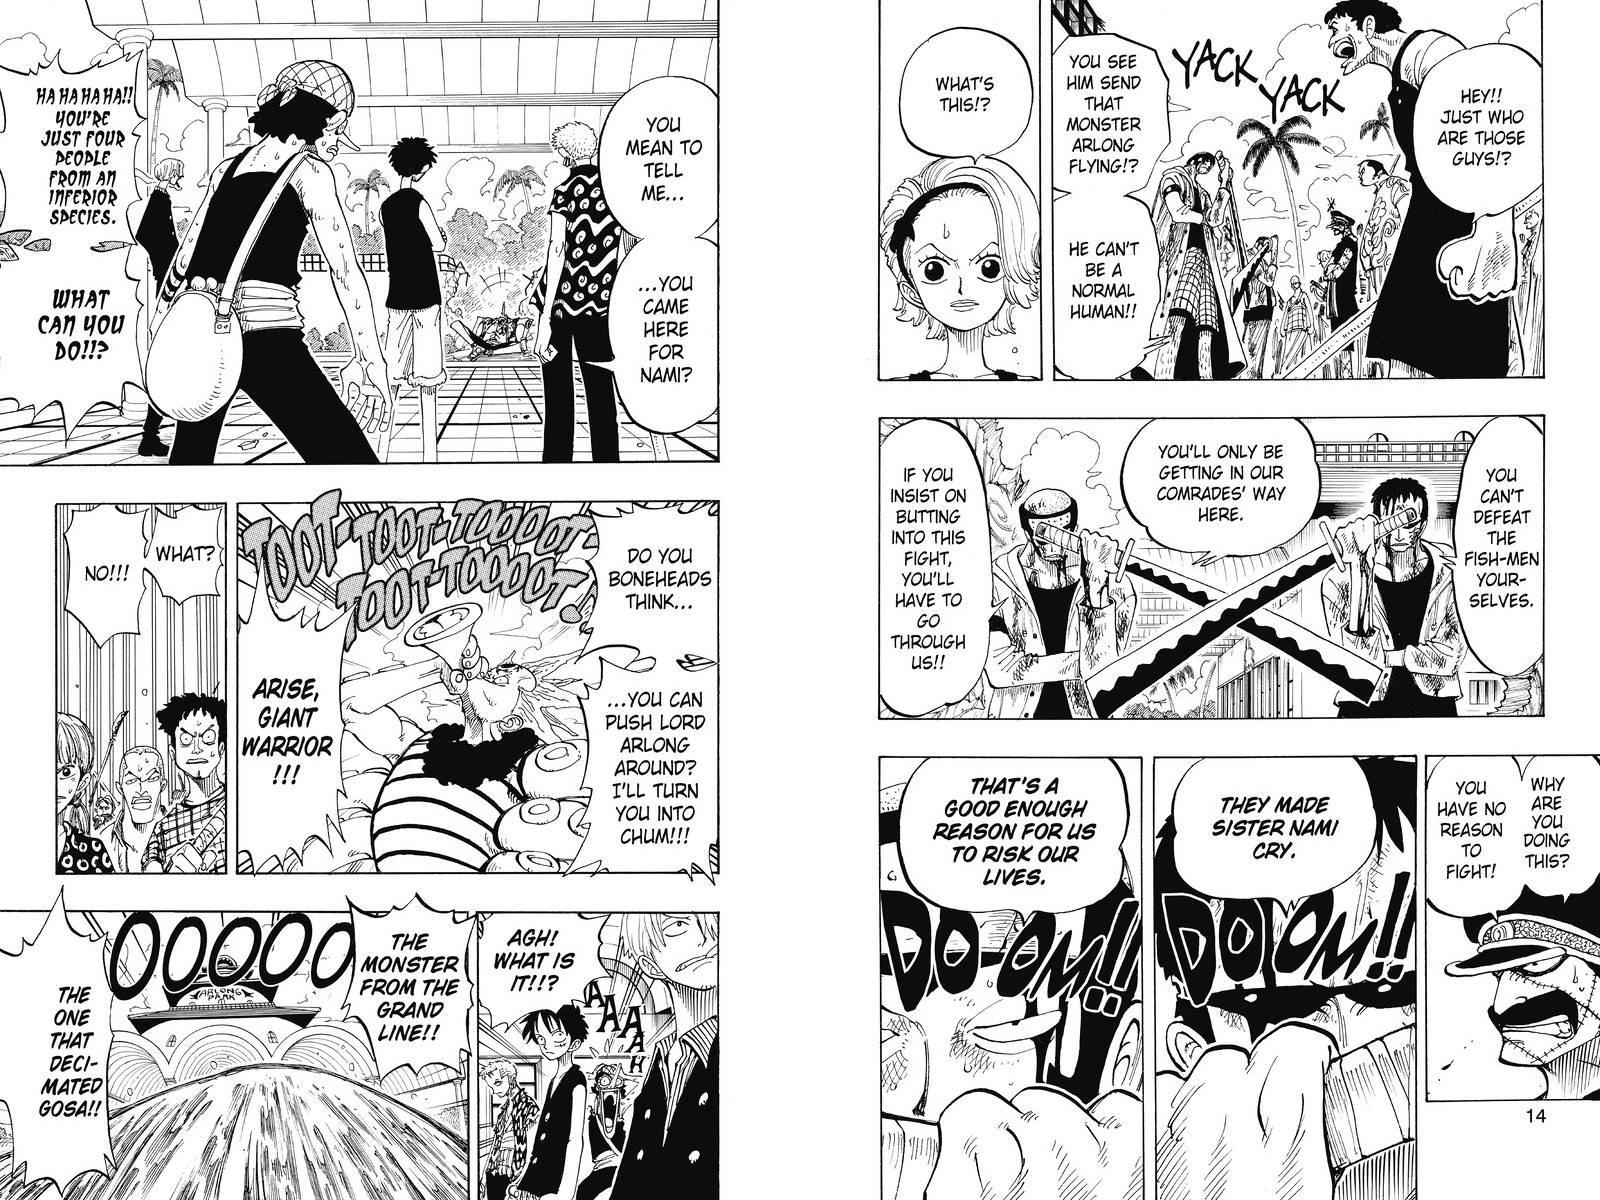 HEY!!
JUST WHO
ARE THOSE
GUYS!?
YACK
YACK
YOU SEE
HIM SEND
THAT
MONSTER
ARLONG
FLYING!?
HE CAN'T
BE A
NORMAL
HUMAN!!
WHAT'S
THIS!?
YOU
CAN'T
DEFEAT
THE
FISH-MEN
YOUR-
SELVES.
YOU'LL ONLY BE
GETTING IN OUR
COMRADES' WAY
HERE.
IF YOU
INSIST ON
BUTTING
INTO THIS
FIGHT,
YOU'LL
HAVE TO
GO
THROUGH
US!!
WHY
ARE
YOU
DOING
THIS?
YOU
HAVE NO
REASON
TO
FIGHT!
THEY MADE
SISTER NAMI
CRY.
DO OM!!
THAT'S A
GOOD ENOUGH
REASON FOR US
TO RISK OUR
LIVES.
DO-OM!!
14
YOU
MEAN TO
TELL
ME...
...YOU
CAME
HERE
FOR
NAMI?
HA HA HA HA!!
YOU'RE
JUST FOUR
PEOPLE
FROM AN
INFERIOR
SPECIES.
WHAT
CAN YOU
DO!!?
DO YOU
BONEHEADS
THINK...
...YOU CAN
PUSH LORD
ARLONG
AROUND?
I'LL TURN
YOU INTO
CHUM!!!
TOOT-TOOT-TOOOOT-
TOOT-TOOOOT!
ARISE,
GIANT
WARRIOR
!!!
WHAT?
NO!!!
AGH!
WHAT IS
IT!!?
AAAAH
THE
MONSTER
FROM THE
GRAND
LINE!!
OOOOO
ARLONG
PARK
THE
ONE
THAT
DECI-
MATED
GOSA!!